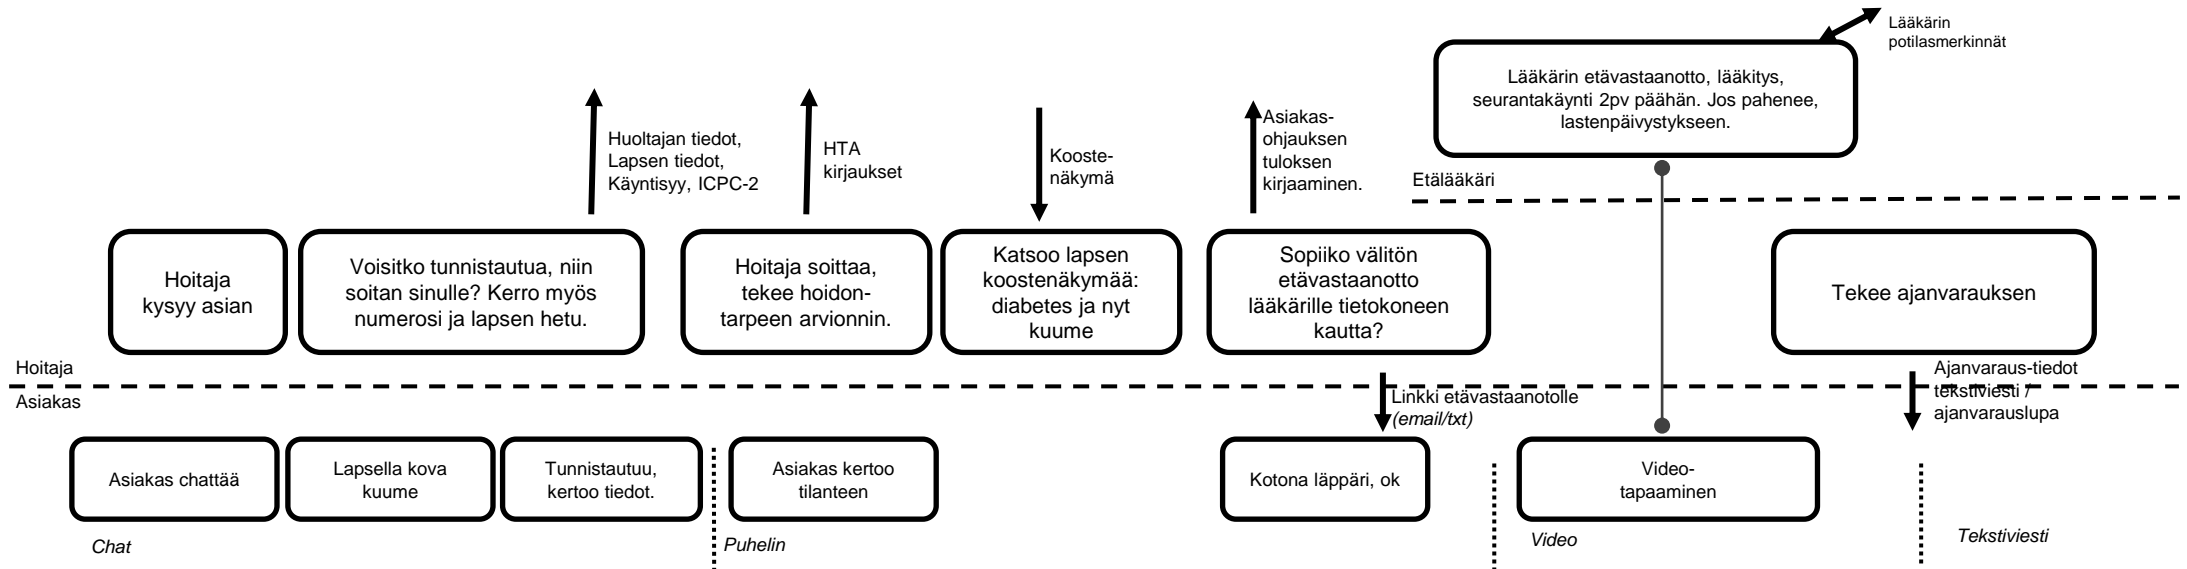 Lääkärin
potilasmerkinnät
Lääkärin etävastaanotto, lääkitys,
seurantakäynti 2pv päähän. Jos pahenee,
lastenpäivystykseen.
Huoltajan tiedot,
Lapsen tiedot,
Käyntisyy, ICPC-2
HTA
kirjaukset
Kooste-
näkymä
Asiakas-
ohjauksen
tuloksen
kirjaaminen.
Etälääkäri
Hoitaja
kysyy asian
Voisitko tunnistautua, niin
soitan sinulle? Kerro myös
numerosi ja lapsen hetu.
Hoitaja soittaa,
tekee hoidon-
tarpeen arvionnin.
Katsoo lapsen
koostenäkymää:
diabetes ja nyt
kuume
Sopiiko välitön
etävastaanotto
lääkärille tietokoneen
kautta?
Tekee ajanvarauksen
Hoitaja
Asiakas
Linkki etävastaanotolle
(email/txt)
Ajanvaraus-tiedot
tekstiviesti /
ajanvarauslupa
Asiakas chattää
Lapsella kova
kuume
Tunnistautuu,
kertoo tiedot.
Asiakas kertoo
tilanteen
Kotona läppäri, ok
Video-
tapaaminen
Chat
Puhelin
Video
Tekstiviesti